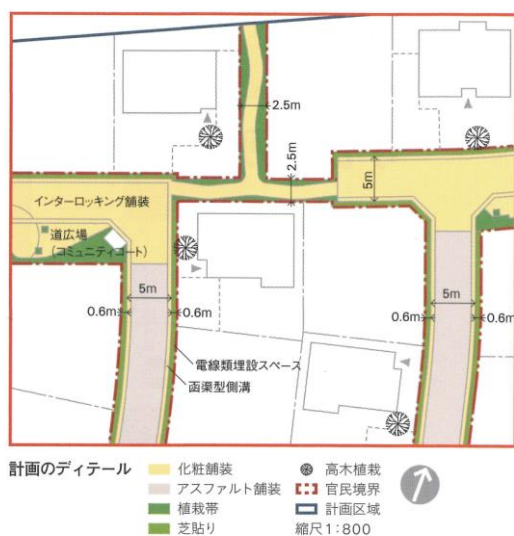 2.5m
2.5m
5m
インターロッキング舗装
道広場
(コミュニティコート)
5m
0.6m
0.6m
5m
0.6m
0.6m
電線類埋設スペース
函渠型側溝
計画のディテール
化粧舗装
アスファルト舗装
植栽帯
芝貼り
高木植栽
官民境界
計画区域
縮尺1:800